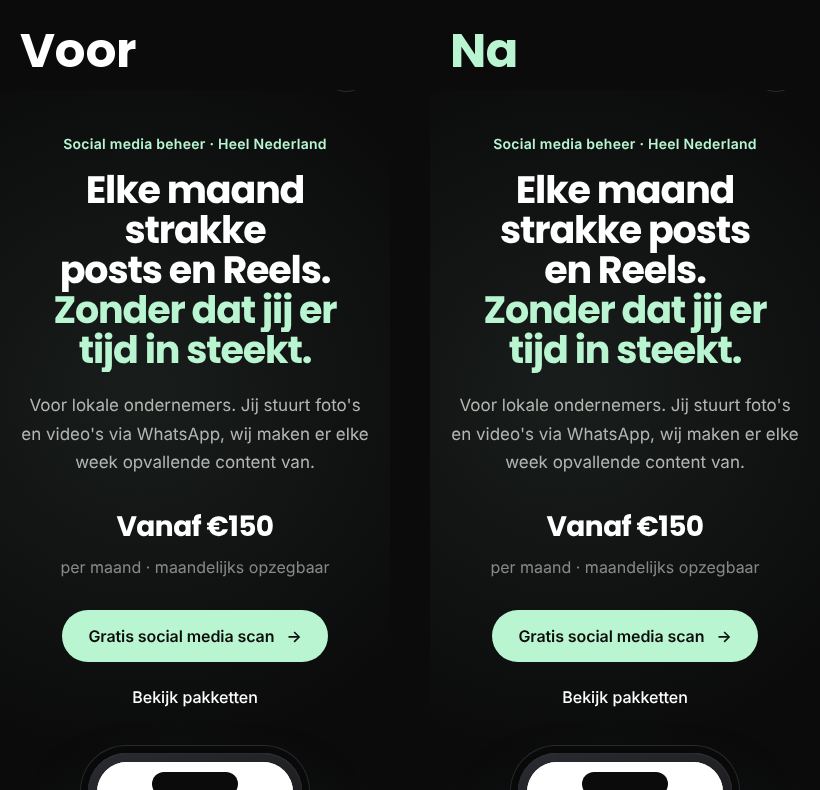 Voor
Social media beheer · Heel Nederland
Elke maand
strakke
posts en Reels.
Zonder dat jij er
tijd in steekt.
Voor lokale ondernemers. Jij stuurt foto's
en video's via WhatsApp, wij maken er elke
week opvallende content van.
Vanaf €150
per maand · maandelijks opzegbaar
Gratis social media scan →
Bekijk pakketten
Na
Social media beheer · Heel Nederland
Elke maand
strakke posts
en Reels.
Zonder dat jij er
tijd in steekt.
Voor lokale ondernemers. Jij stuurt foto's
en video's via WhatsApp, wij maken er elke
week opvallende content van.
Vanaf €150
per maand · maandelijks opzegbaar
Gratis social media scan →
Bekijk pakketten